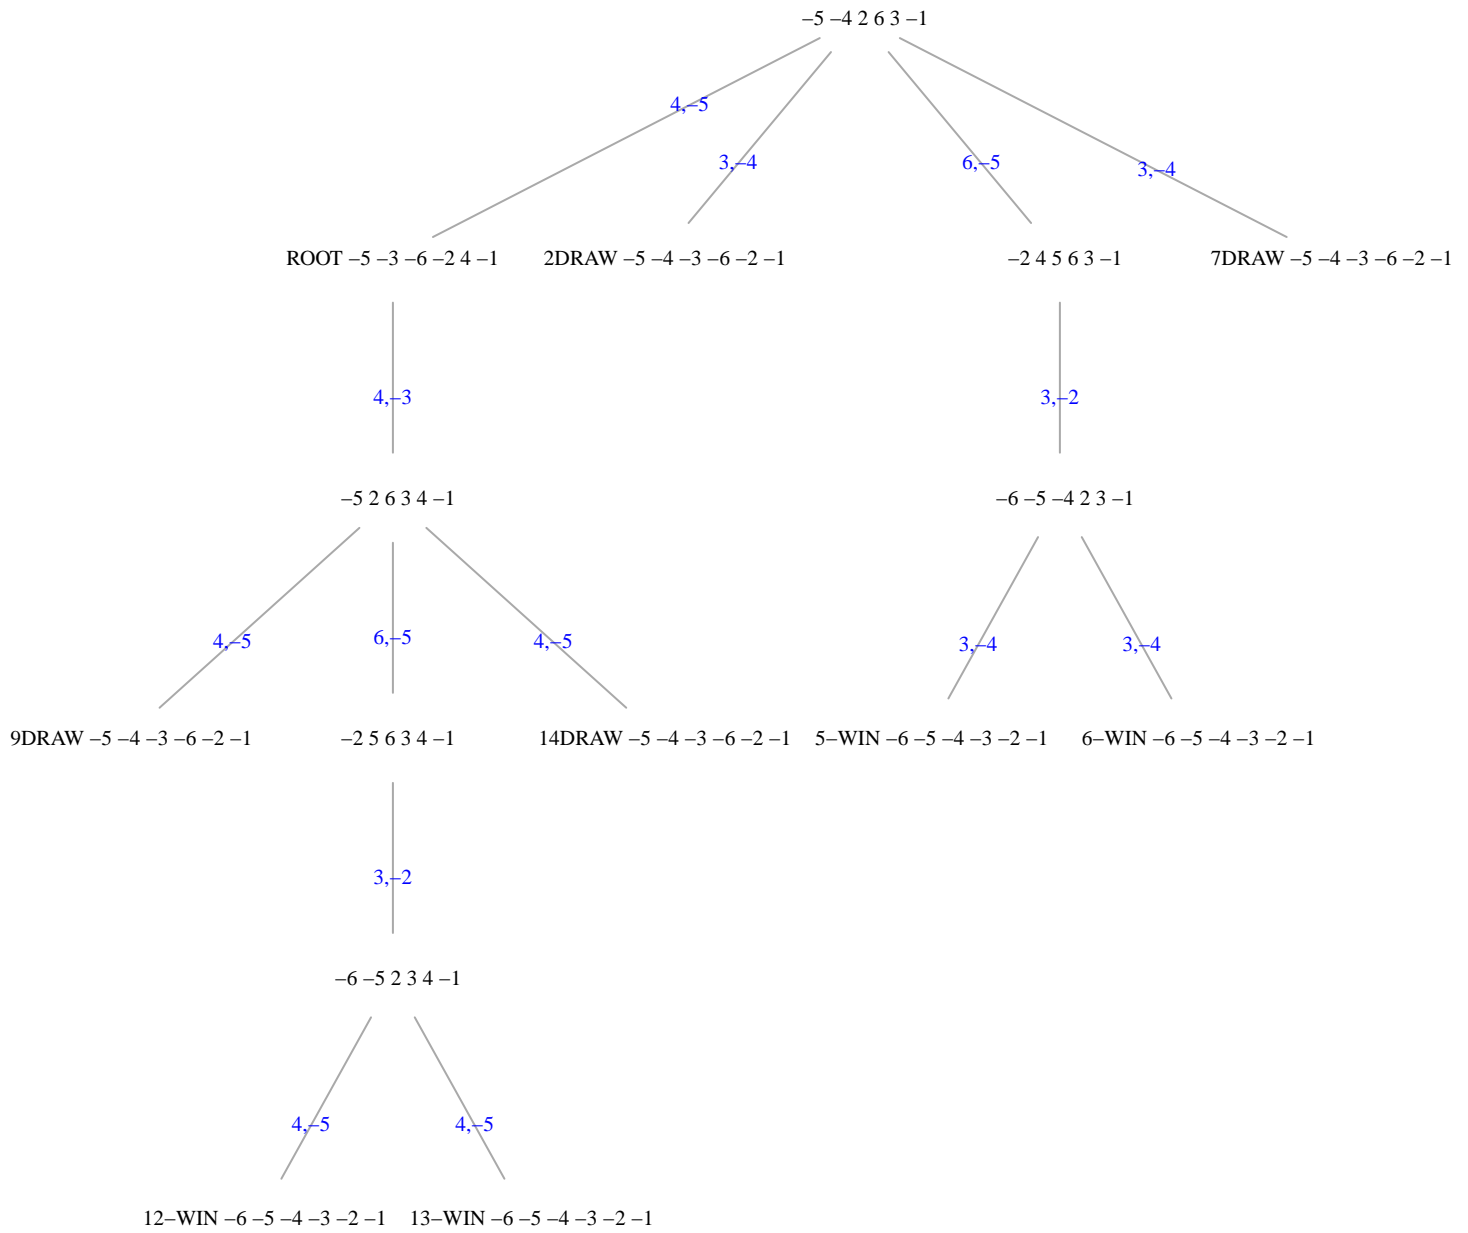 –5 –4 2 6 3 –1
4,–5
3,–4
6,–5
3,–4
ROOT –5 –3 –6 –2 4 –1
2DRAW –5 –4 –3 –6 –2 –1
–2 4 5 6 3 –1
7DRAW –5 –4 –3 –6 –2 –1
4,–3
3,–2
–5 2 6 3 4 –1
–6 –5 –4 2 3 –1
4,–5
6,–5
4,–5
3,–4
3,–4
9DRAW –5 –4 –3 –6 –2 –1
–2 5 6 3 4 –1
14DRAW –5 –4 –3 –6 –2 –1
5–WIN –6 –5 –4 –3 –2 –1
6–WIN –6 –5 –4 –3 –2 –1
3,–2
–6 –5 2 3 4 –1
4,–5
4,–5
12–WIN –6 –5 –4 –3 –2 –1
13–WIN –6 –5 –4 –3 –2 –1